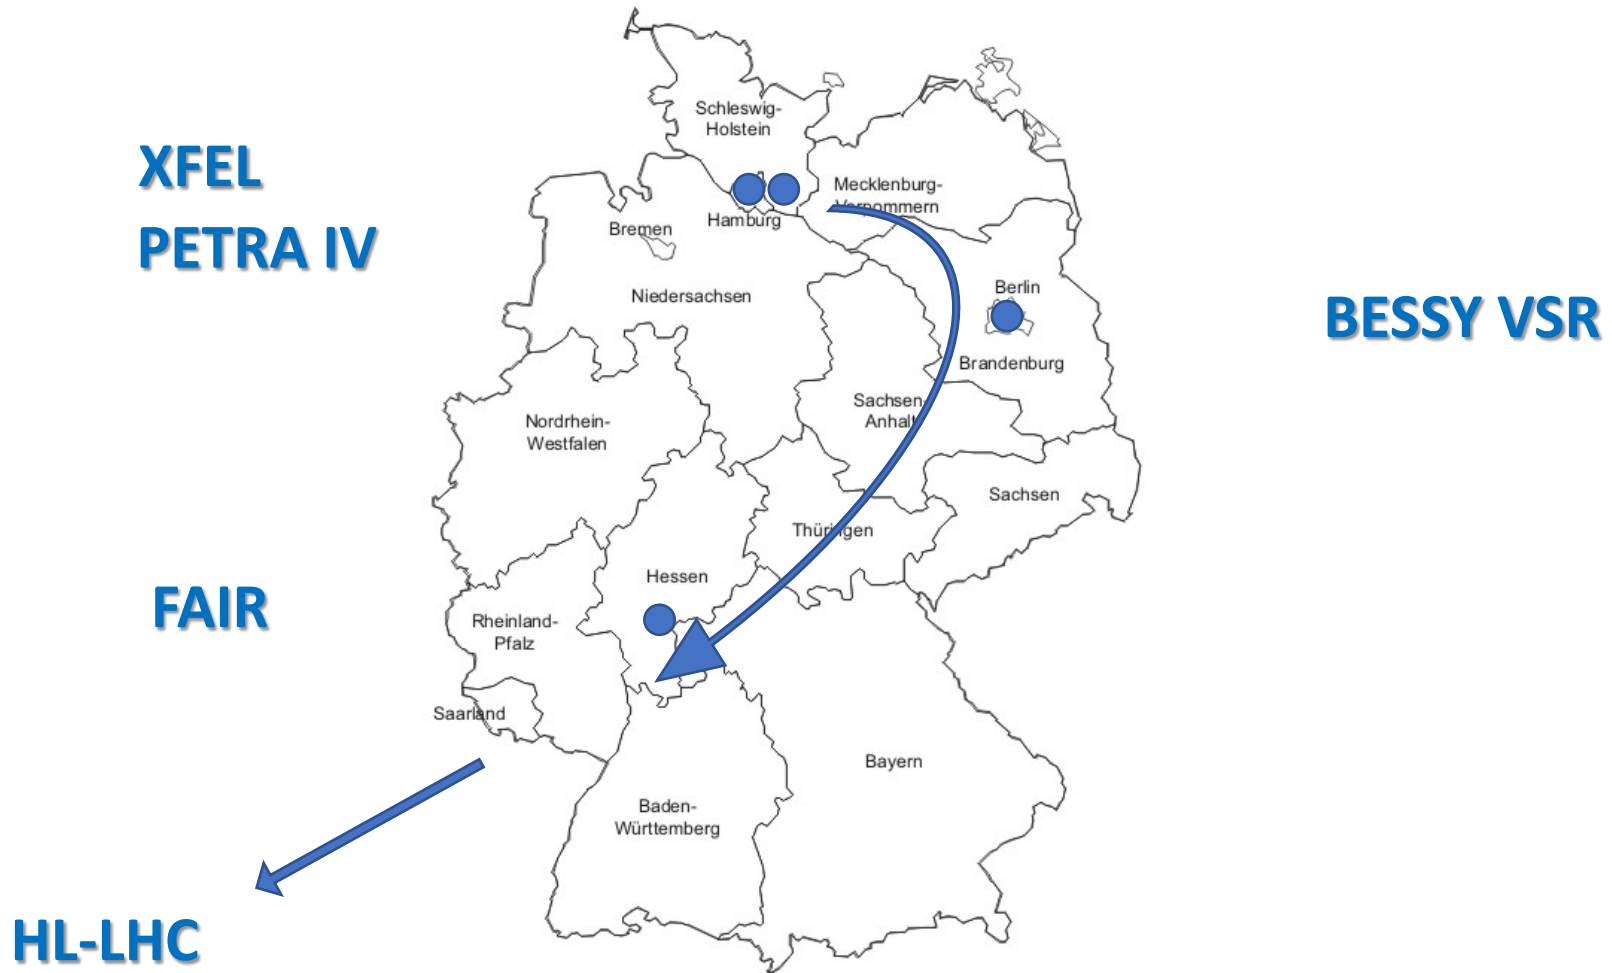 Schleswig-
Holstein
XFEL
PETRA IV
Mecklenburg-
Vorpommern
Hamburg
Bremen
Niedersachsen
Berlin
BESSY VSR
Brandenburg
Sachsen-
Anhalt
Nordrhein-
Westfalen
Sachsen
Thüringen
Hessen
FAIR
Rheinland-
Pfalz
Saarland
Bayern
Baden-
Württemberg
HL-LHC